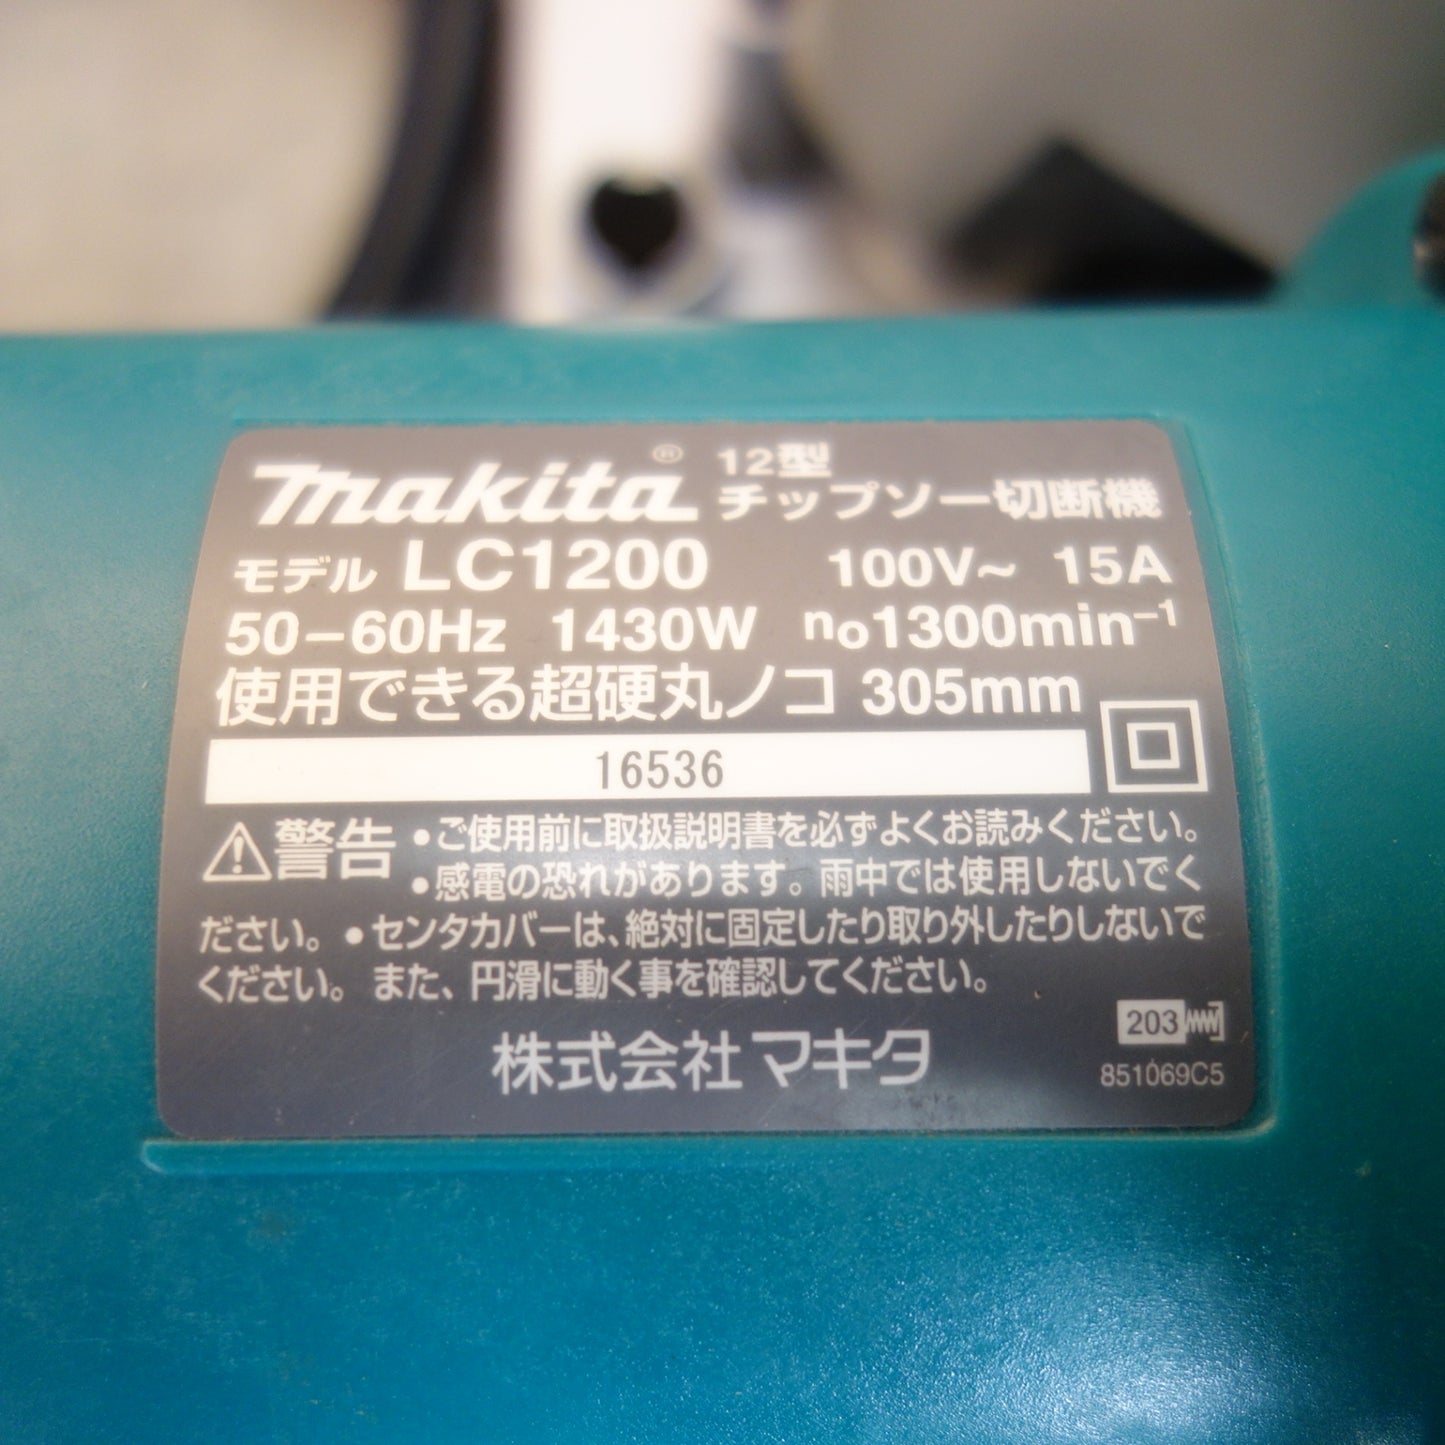 makita® 12型
チップソー切断機
モデル LC1200 100V～ 15A
50－60Hz 1430W no1300min-1
使用できる超硬丸ノコ 305mm
16536
警告 •ご使用前に取扱説明書を必ずよくお読みください。
•感電の恐れがあります。雨中では使用しないでく
ださい。•センタカバーは、絶対に固定したり取り外したりしないで
ください。また、円滑に動く事を確認してください。
株式会社マキタ
203
851069C5